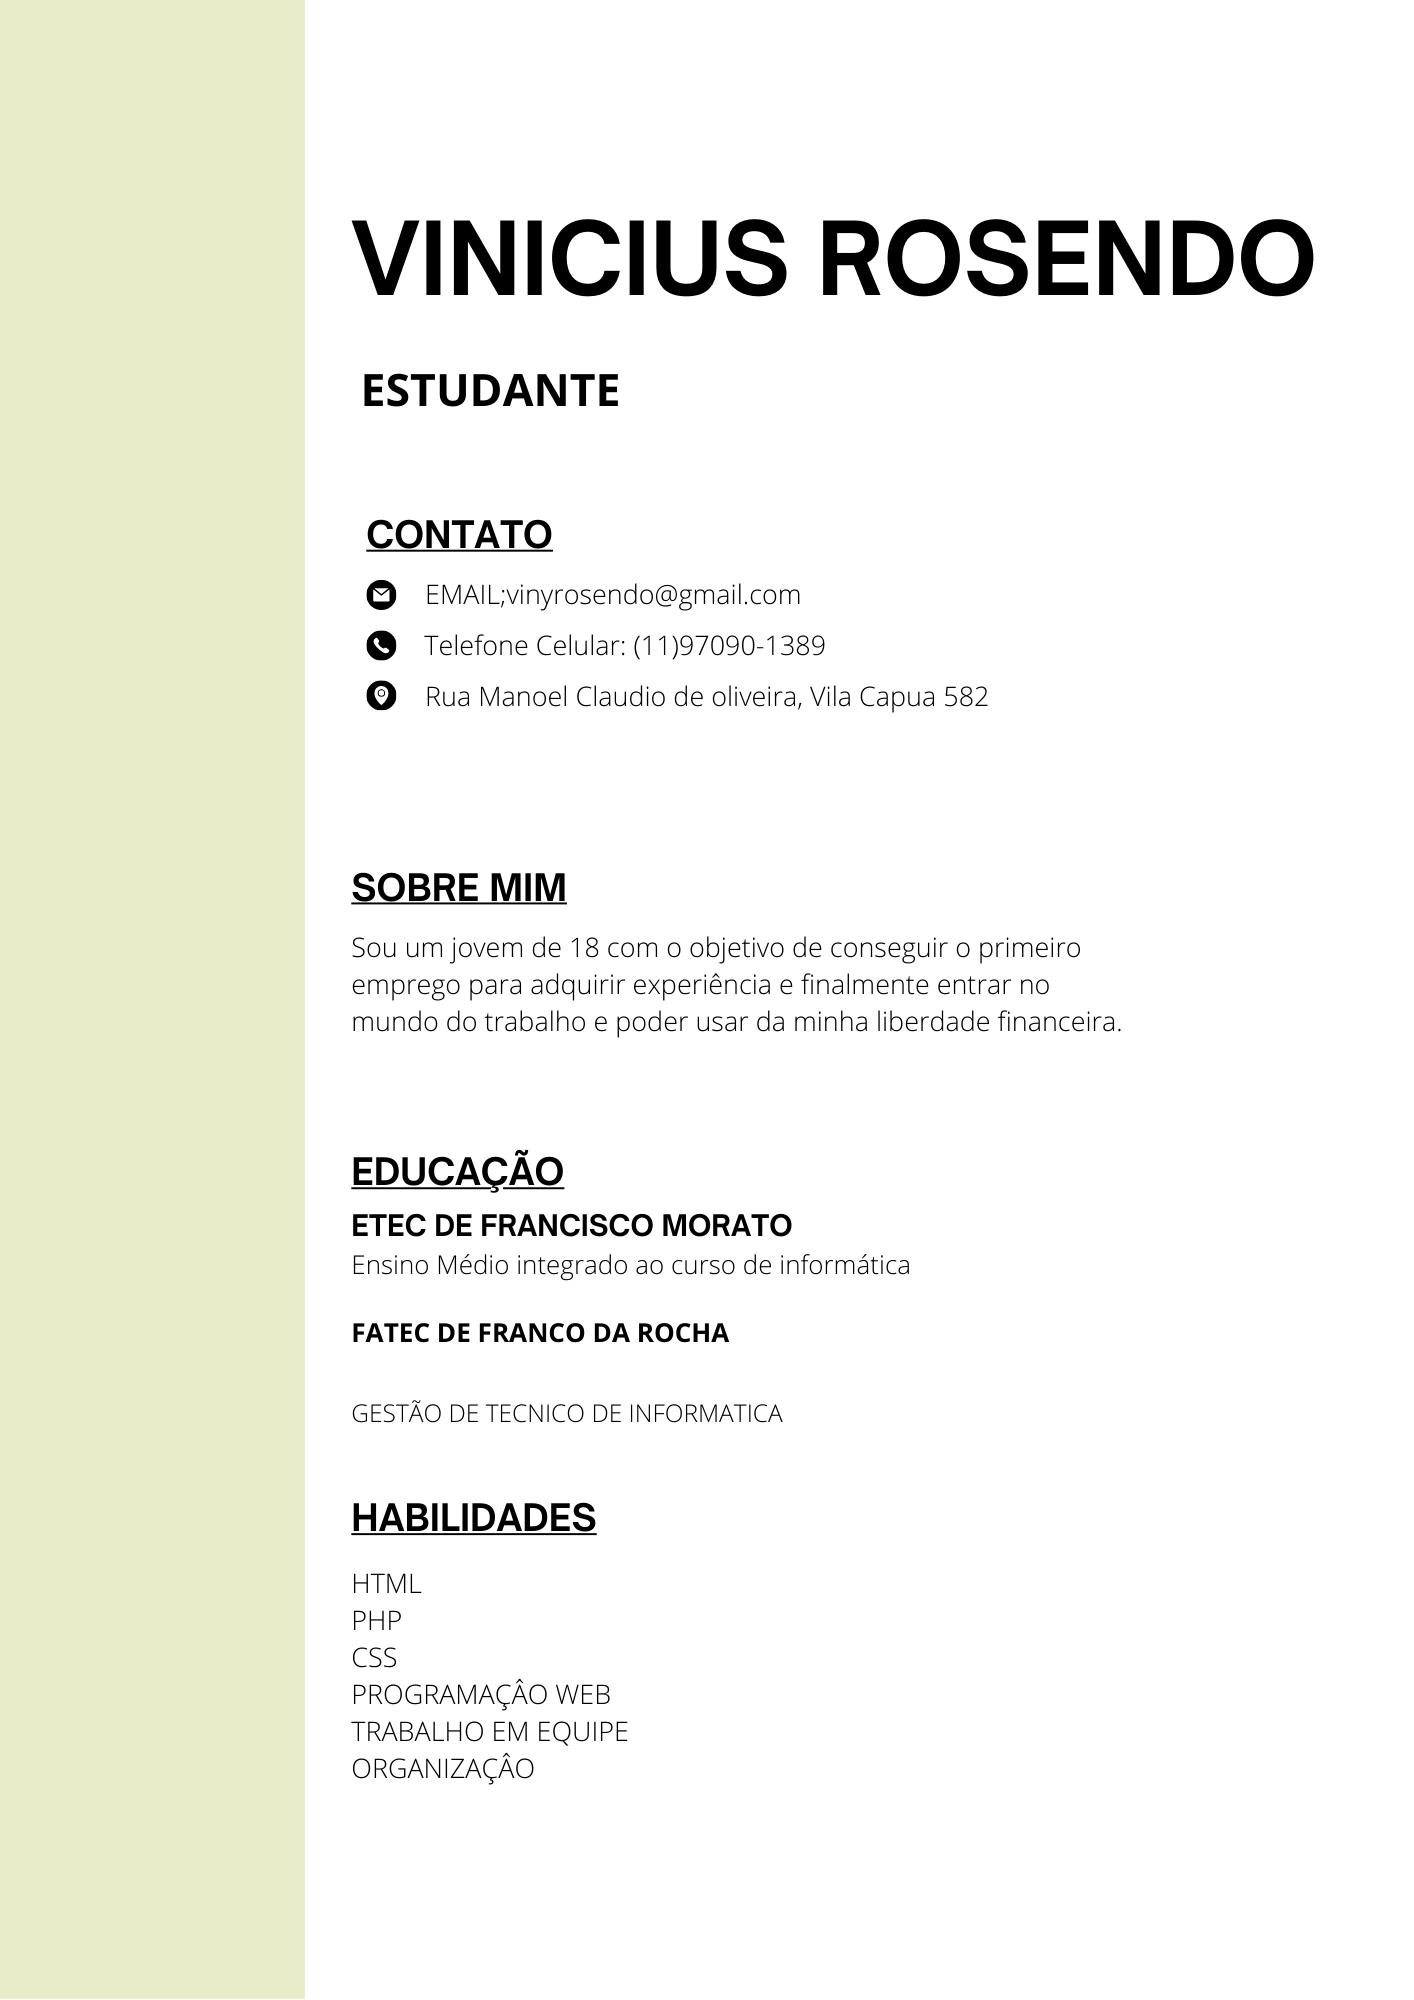 VINICIUS ROSENDO
ESTUDANTE
CONTATO
EMAIL;vinyrosendo@gmail.com
Telefone Celular: (11)97090-1389
Rua Manoel Claudio de oliveira, Vila Capua 582
SOBRE MIM
Sou um jovem de 18 com o objetivo de conseguir o primeiro
emprego para adquirir experiência e finalmente entrar no
mundo do trabalho e poder usar da minha liberdade financeira.
EDUCAÇÃO
ETEC DE FRANCISCO MORATO
Ensino Médio integrado ao curso de informática
FATEC DE FRANCO DA ROCHA
GESTÃO DE TECNICO DE INFORMATICA
HABILIDADES
HTML
PHP
CSS
PROGRAMAÇÂO WEB
TRABALHO EM EQUIPE
ORGANIZAÇÂO